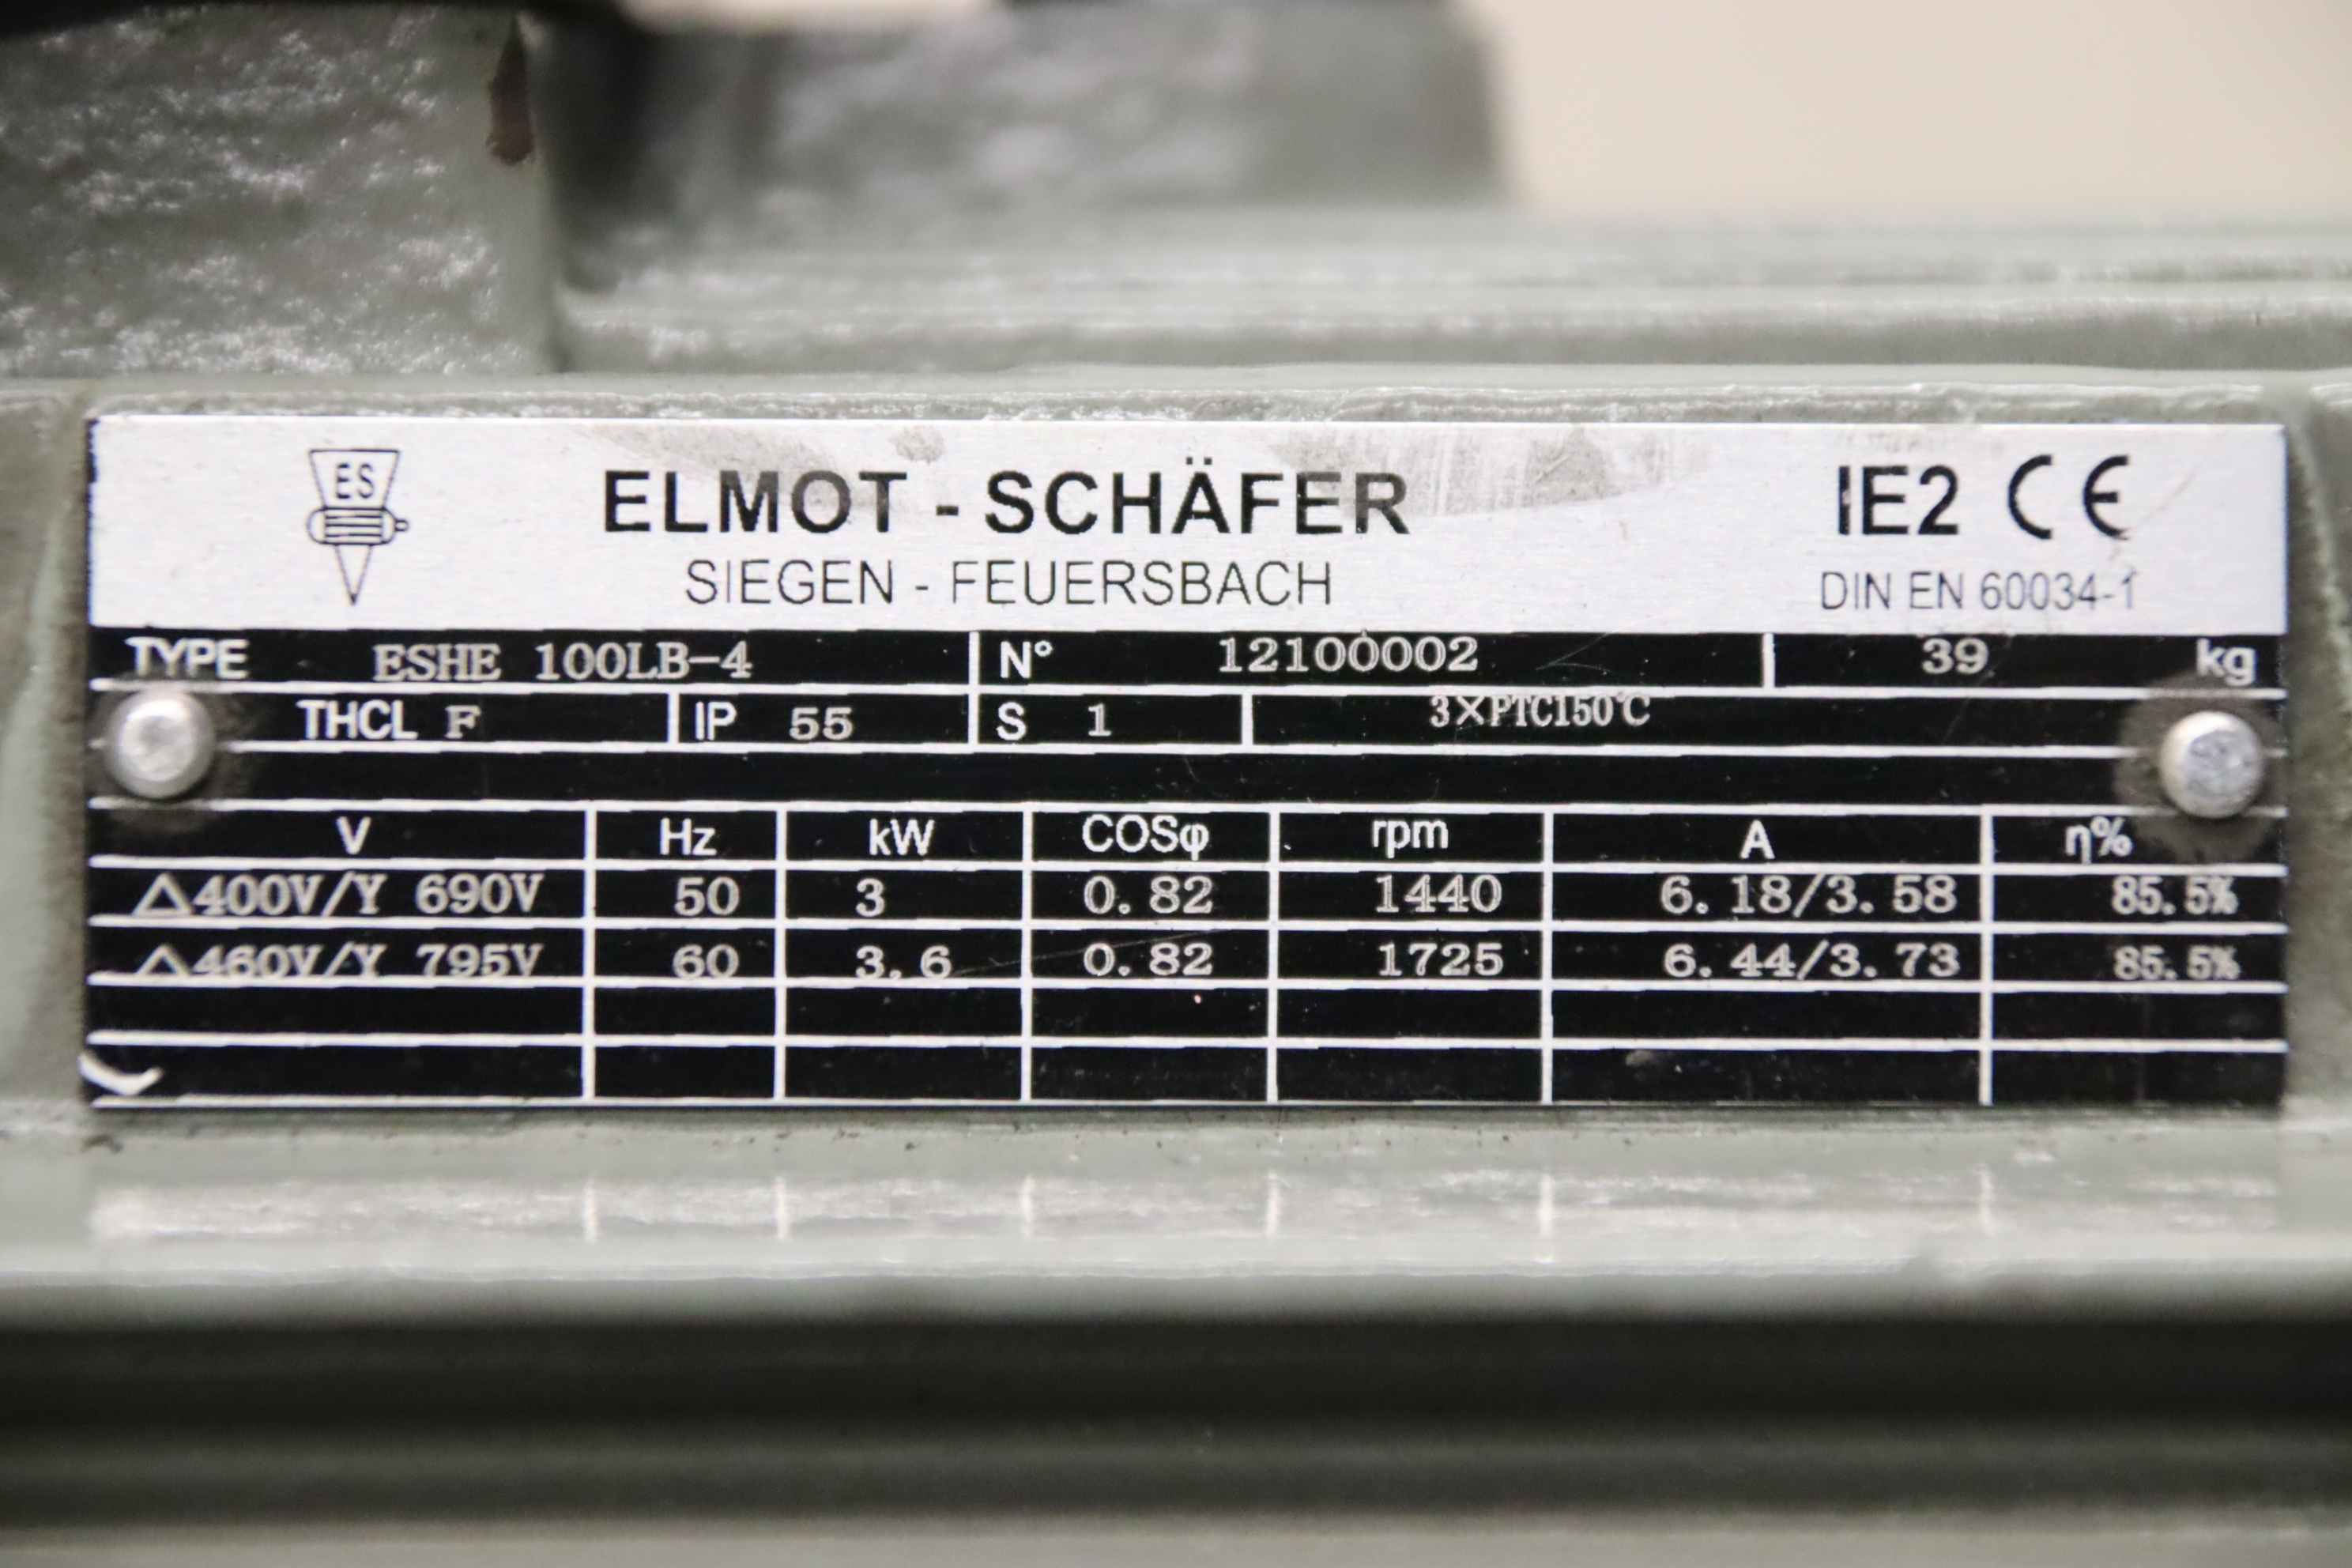 ES
ELMOT - SCHÄFER
IE2 CE
SIEGEN - FEUERSBACH
DIN EN 60034-1
TYPE ESHE 100LB-4 N° 12100002 39 kg
THCL F IP 55 S 1 3×PTC150℃
V Hz kW COSφ rpm A η%
△400V/Y 690V 50 3 0.82 1440 6.18/3.58 85.5%
△460V/Y 795V 60 3.6 0.82 1725 6.44/3.73 85.5%